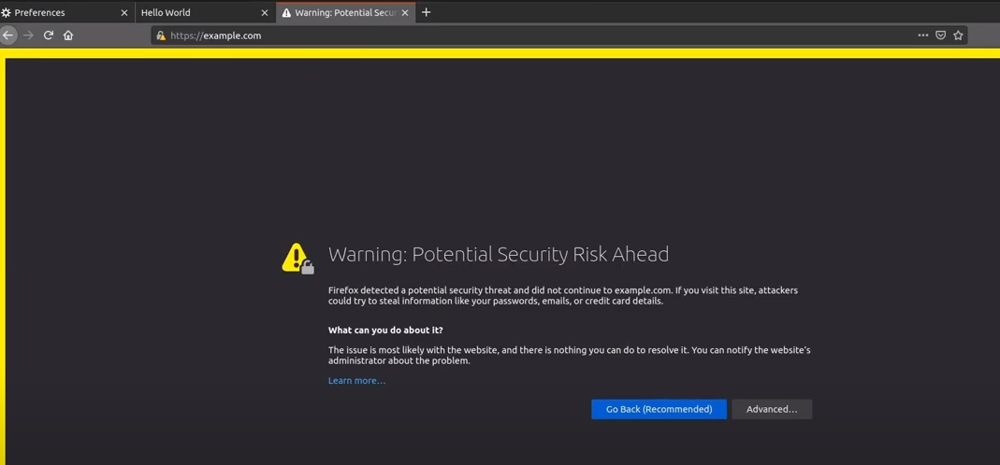 Preferences
Hello World
Warning: Potential Secur
https://example.com
Warning: Potential Security Risk Ahead
Firefox detected a potential security threat and did not continue to example.com. If you visit this site, attackers
could try to steal information like your passwords, emails, or credit card details.
What can you do about it?
The issue is most likely with the website, and there is nothing you can do to resolve it. You can notify the website’s
administrator about the problem.
Learn more…
Go Back (Recommended)
Advanced…